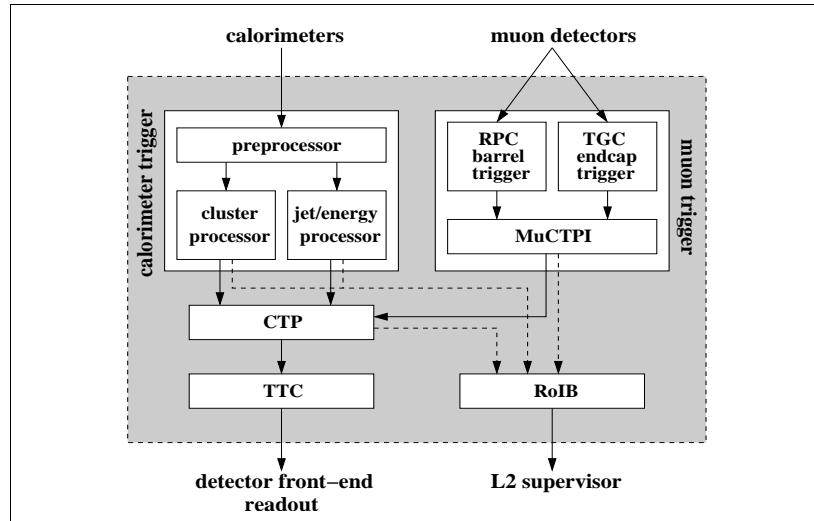 calorimeters
muon detectors
calorimeter trigger
preprocessor
cluster
processor
jet/energy
processor
RPC
barrel
trigger
TGC
endcap
trigger
MuCTPI
muon trigger
CTP
TTC
RoIB
detector front−end
readout
L2 supervisor